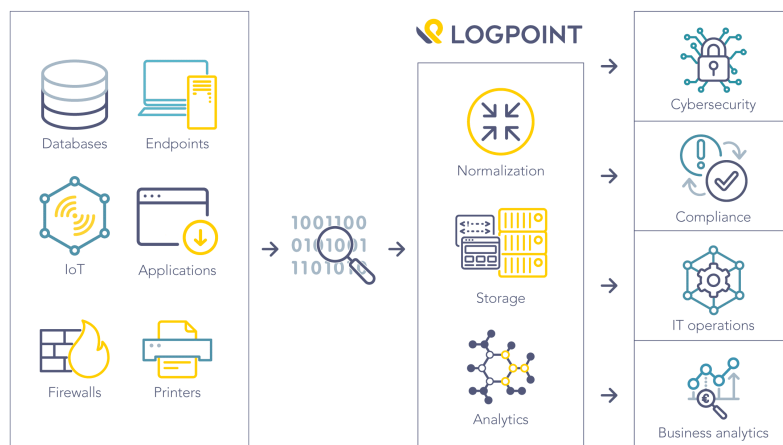 LOGPOINT
Databases
Endpoints
IoT
Applications
Firewalls
Printers
1001100
0101001
1101010
Normalization
Storage
Analytics
Cybersecurity
Compliance
IT operations
Business analytics